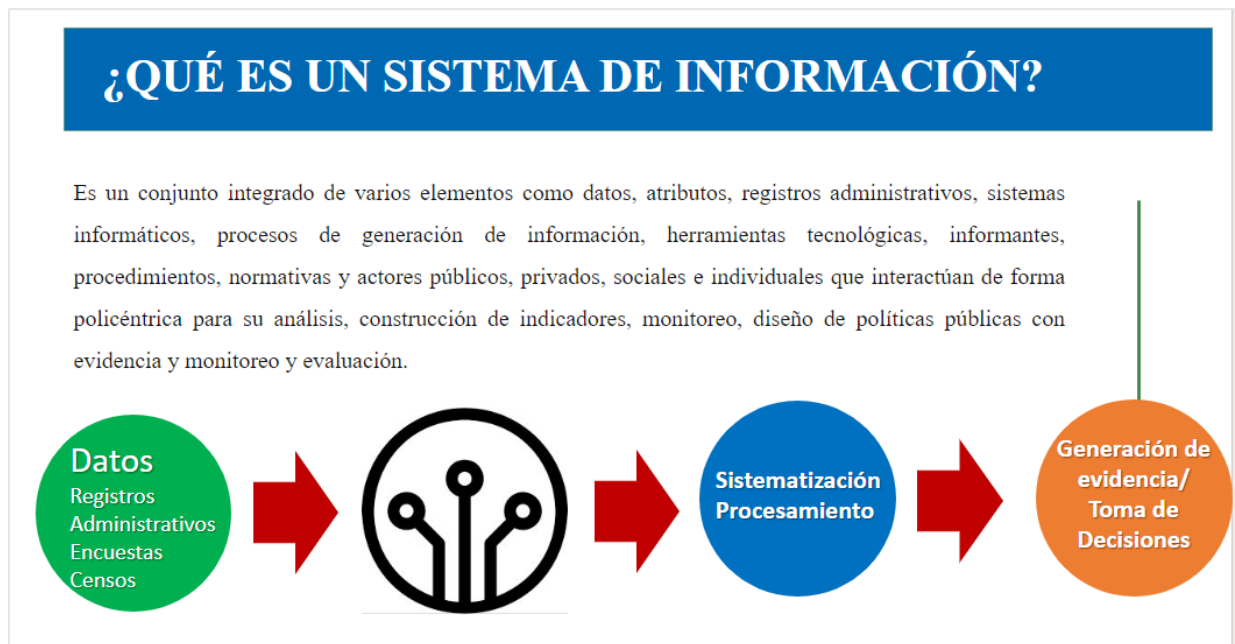 ¿QUÉ ES UN SISTEMA DE INFORMACIÓN?
Es un conjunto integrado de varios elementos como datos, atributos, registros administrativos, sistemas
informáticos, procesos de generación de información, herramientas tecnológicas, informantes,
procedimientos, normativas y actores públicos, privados, sociales e individuales que interactúan de forma
policéntrica para su análisis, construcción de indicadores, monitoreo, diseño de políticas públicas con
evidencia y monitoreo y evaluación.
Datos
Registros
Administrativos
Encuestas
Censos
Sistematización
Procesamiento
Generación de
evidencia/
Toma de
Decisiones